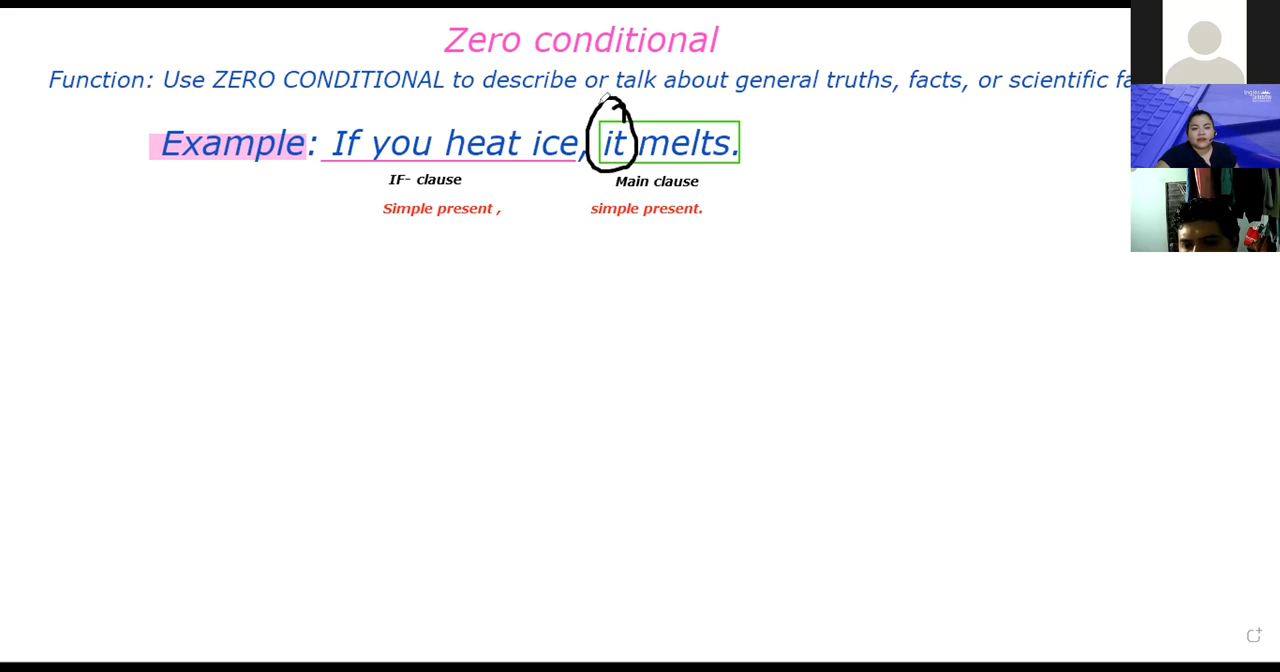 Zero conditional
Function: Use ZERO CONDITIONAL to describe or talk about general truths, facts, or scientific
Example: If you heat ice, it melts.
IF- clause Main clause
Simple present , simple present.